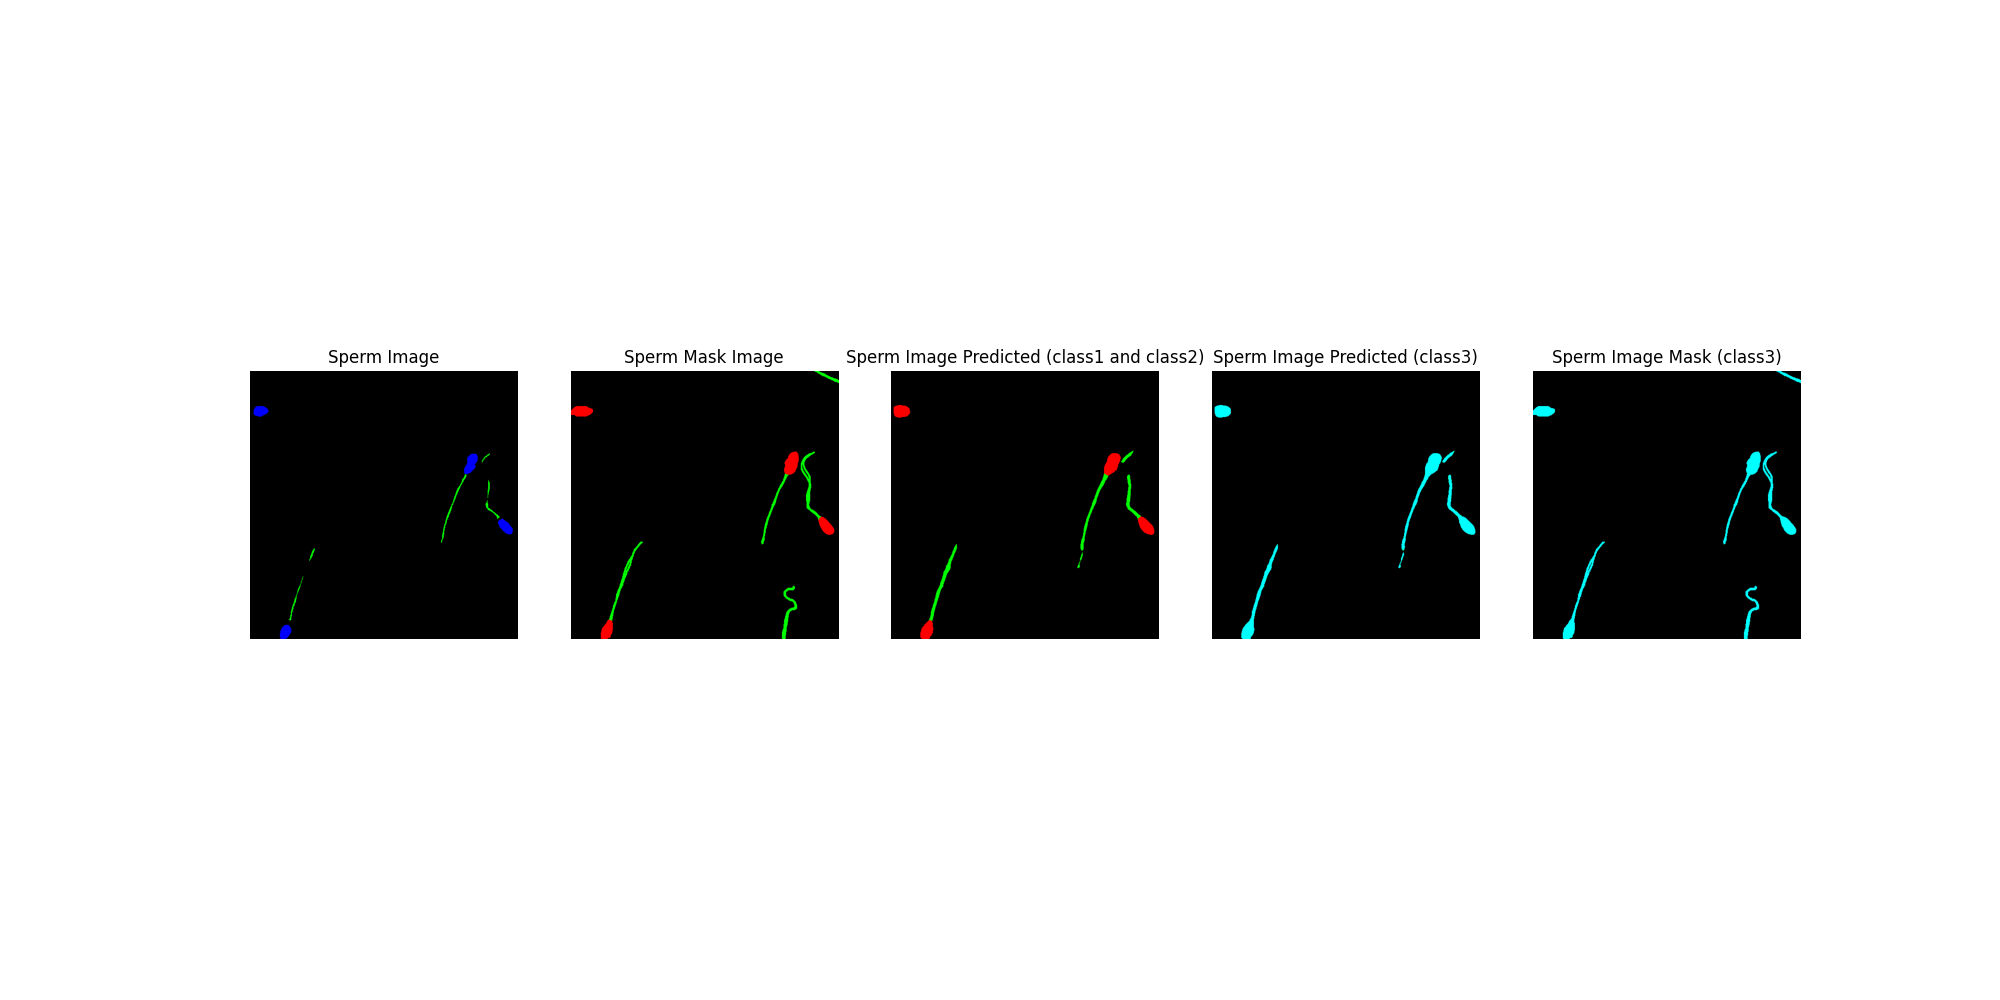 Sperm Image
Sperm Mask Image
Sperm Image Predicted (class1 and class2)
Sperm Image Predicted (class3)
Sperm Image Mask (class3)